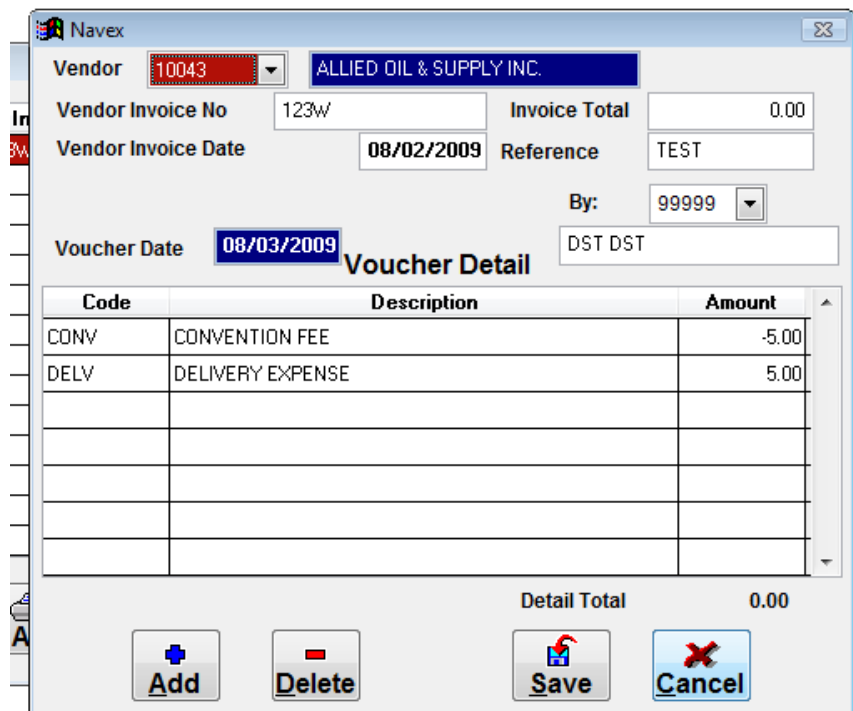 Navex
Vendor 10043 ALLIED OIL & SUPPLY INC.
Vendor Invoice No 123W Invoice Total 0.00
Vendor Invoice Date 08/02/2009 Reference TEST
By: 99999
Voucher Date 08/03/2009 DST DST
Voucher Detail
Code Description Amount
CONV CONVENTION FEE -5.00
DELV DELIVERY EXPENSE 5.00
Detail Total 0.00
Add Delete Save Cancel